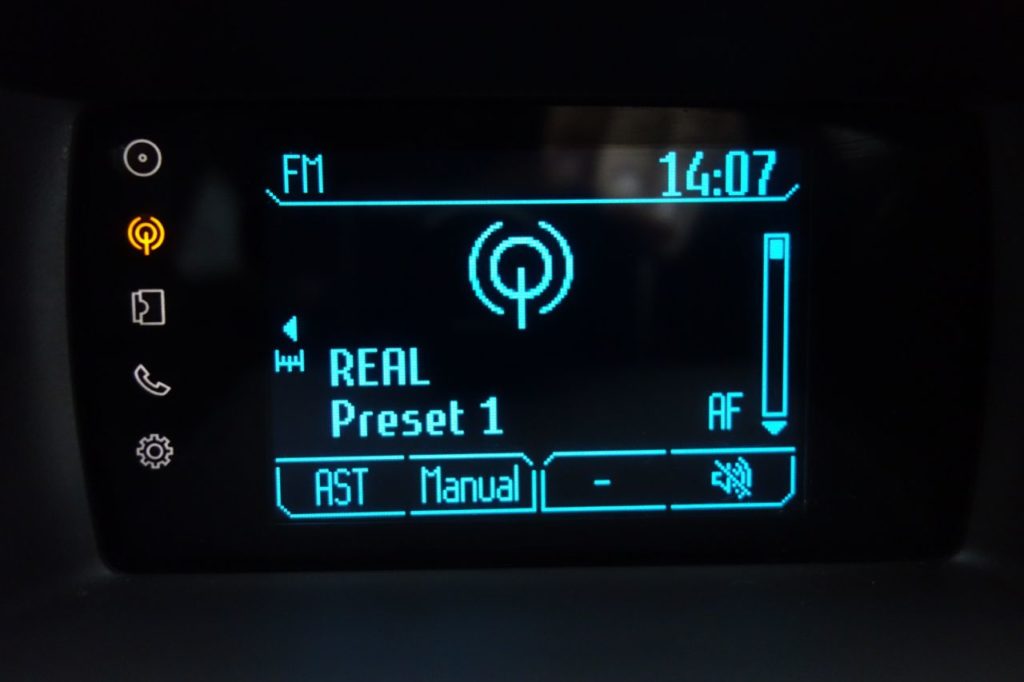 FM 14:07
REAL
Preset 1 AF
AST Manual -